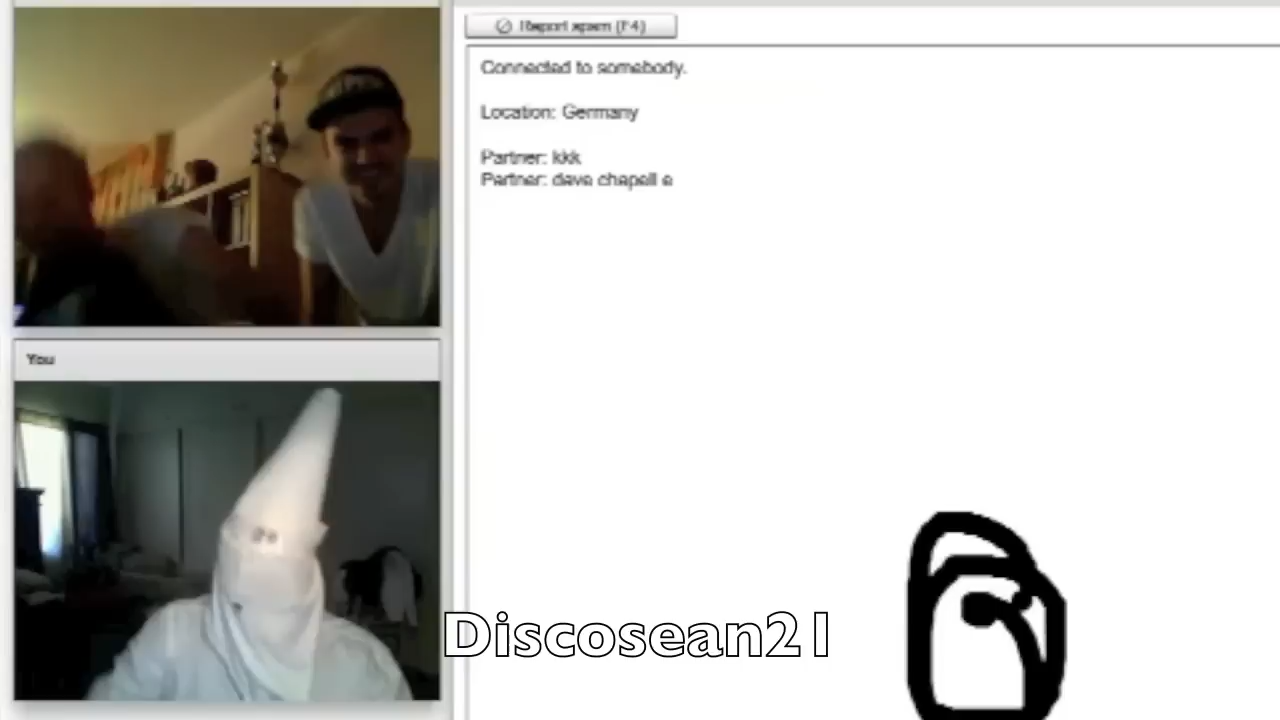 Report spam (F4)
Connected to somebody.
Location: Germany
Partner: kkk
Partner: dave chapell e
You
Discosean21